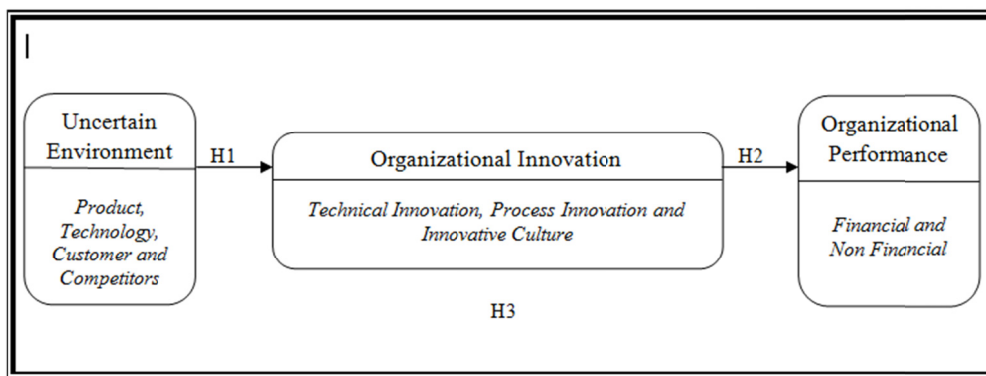 Uncertain
Environment
Product,
Technology,
Customer and
Competitors
H1
Organizational Innovation
Technical Innovation, Process Innovation and
Innovative Culture
H2
Organizational
Performance
Financial and
Non Financial
H3